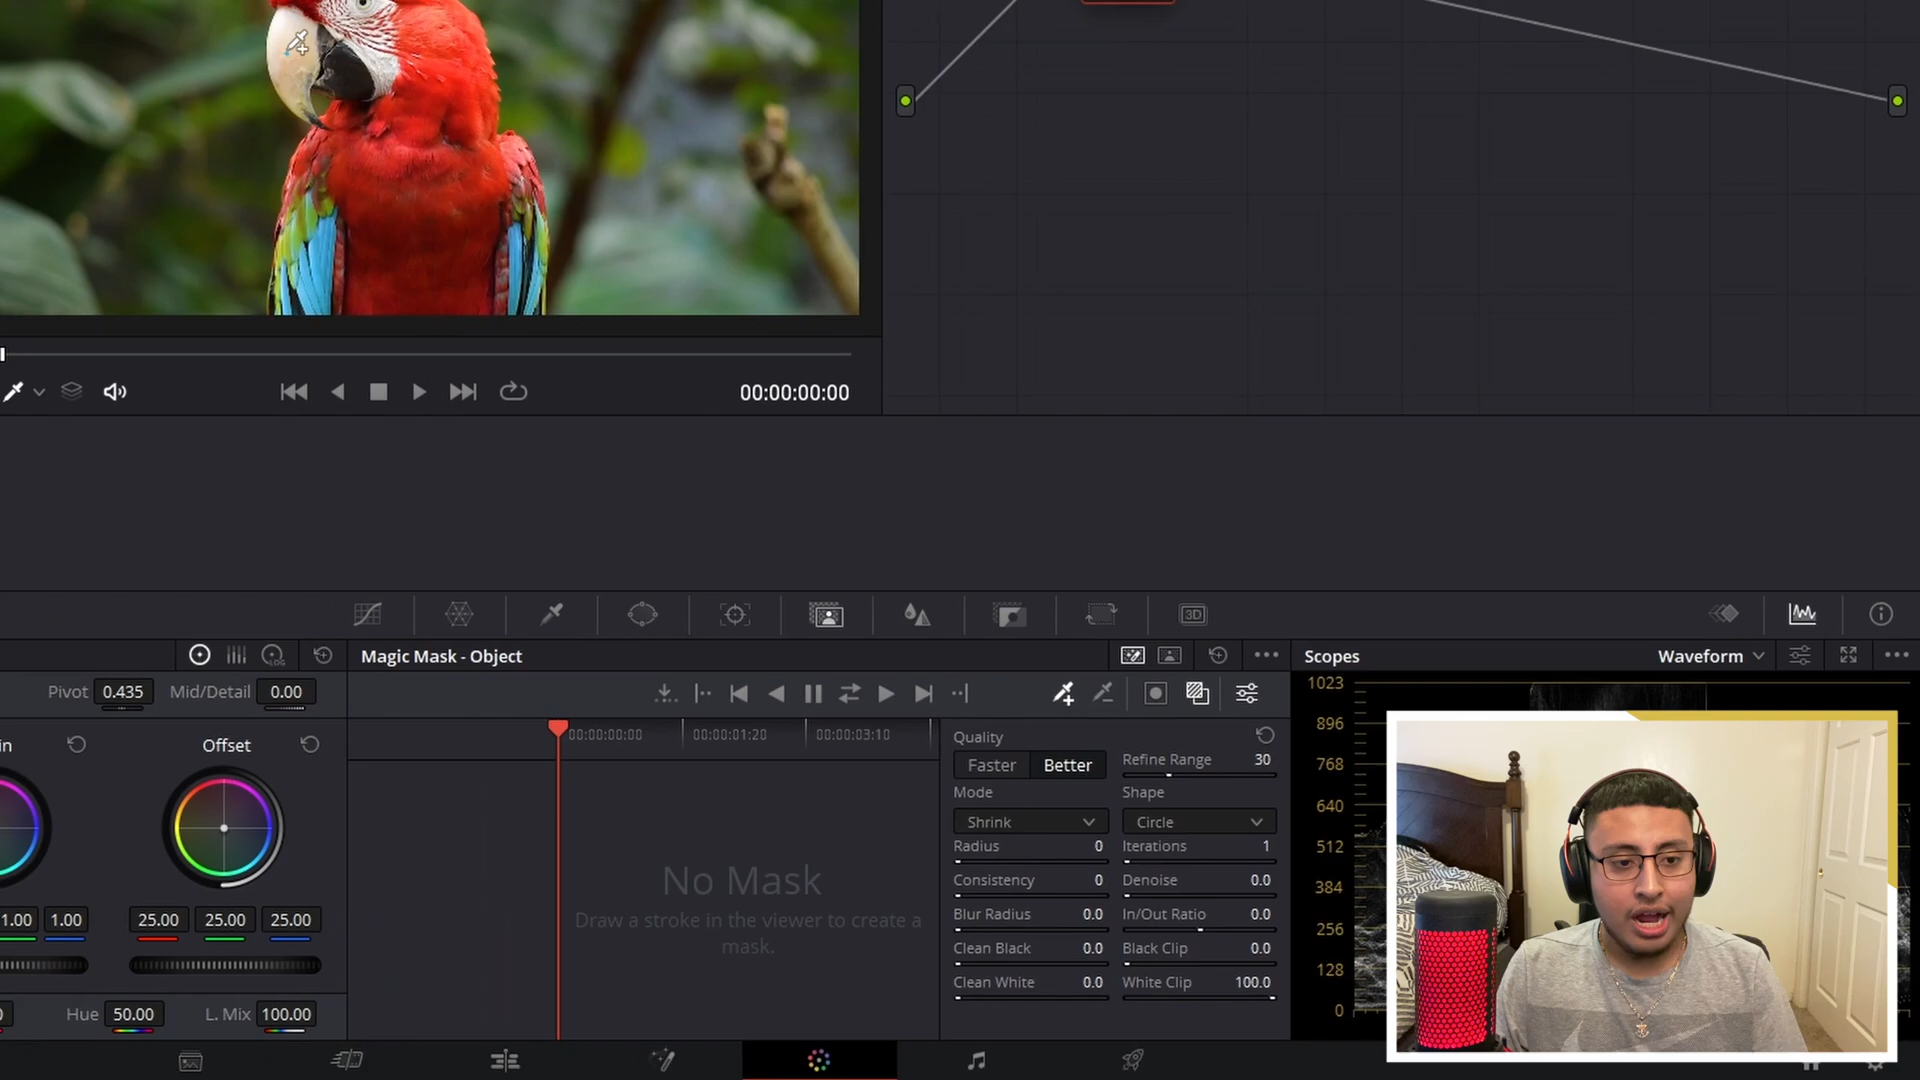 00:00:00:00
3D
Magic Mask - Object
Scopes
Waveform
Pivot 0.435 Mid/Detail 0.00
LOG
in
Offset
00:00:00:00 00:00:01:20 00:00:03:10
Quality
Faster Better
Refine Range 30
Mode Shape
Shrink Circle
Radius 0 Iterations 1
Consistency 0 Denoise 0.0
Blur Radius 0.0 In/Out Ratio 0.0
Clean Black 0.0 Black Clip 0.0
Clean White 0.0 White Clip 100.0
No Mask
Draw a stroke in the viewer to create a
mask.
1.00 1.00 25.00 25.00 25.00
Hue 50.00 L. Mix 100.00
1023
896
768
640
512
384
256
128
0